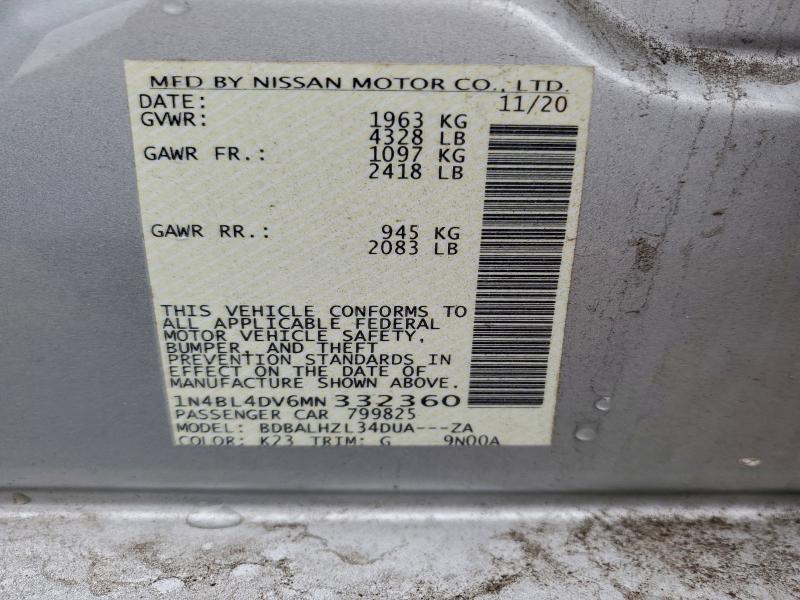 MFD BY NISSAN MOTOR CO., LTD.
DATE: 11/20
GVWR: 1963 KG
4328 LB
GAWR FR.: 1097 KG
2418 LB
GAWR RR.: 945 KG
2083 LB
THIS VEHICLE CONFORMS TO
ALL APPLICABLE FEDERAL
MOTOR VEHICLE SAFETY,
BUMPER, AND THEFT
PREVENTION STANDARDS IN
EFFECT ON THE DATE OF
MANUFACTURE SHOWN ABOVE.
1N4BL4DV6MN 332360
PASSENGER CAR 799825
MODEL: BDBALHZL34DUA---ZA
COLOR: K23 TRIM: G 9N00A